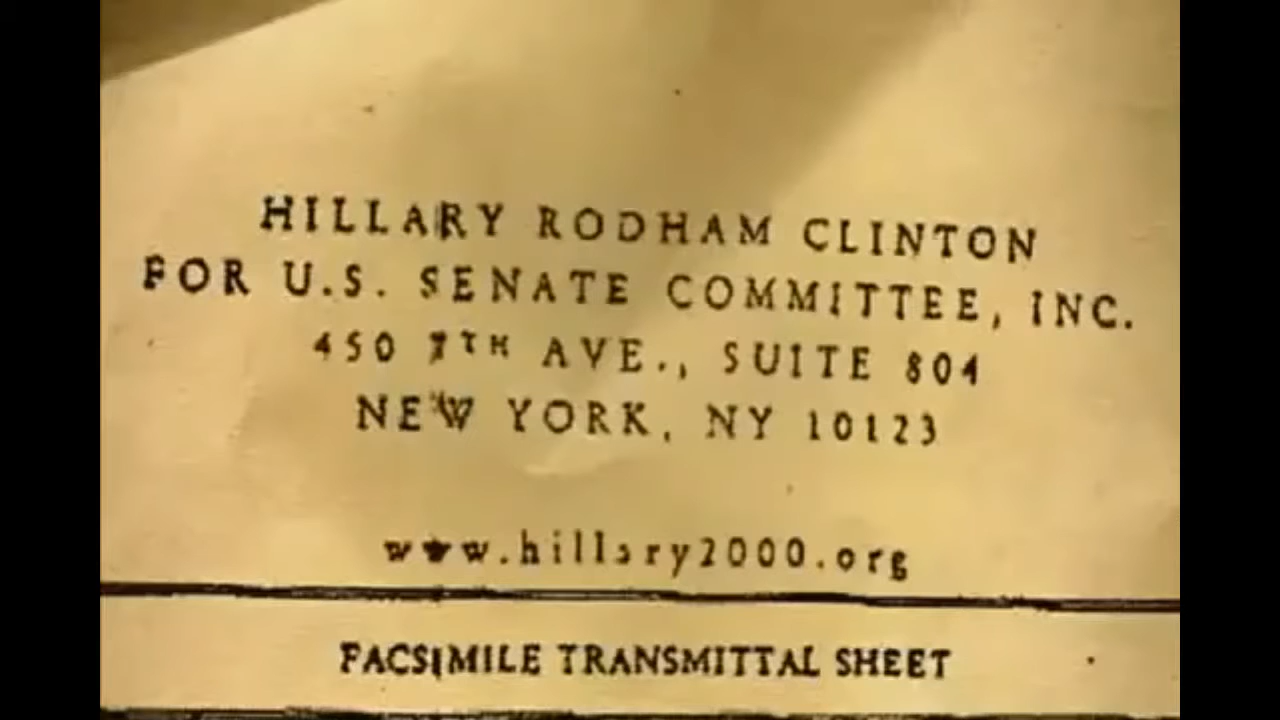 HILLARY RODHAM CLINTON
FOR U.S. SENATE COMMITTEE, INC.
450 7TH AVE., SUITE 804
NEW YORK, NY 10123
www.hillary2000.org
FACSIMILE TRANSMITTAL SHEET